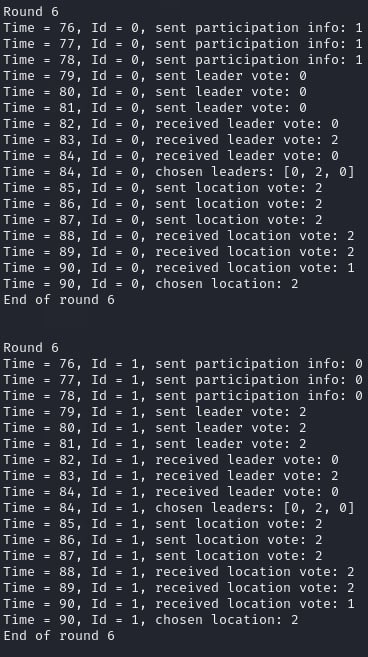 Round 6
Time = 76, Id = 0, sent participation info: 1
Time = 77, Id = 0, sent participation info: 1
Time = 78, Id = 0, sent participation info: 1
Time = 79, Id = 0, sent leader vote: 0
Time = 80, Id = 0, sent leader vote: 0
Time = 81, Id = 0, sent leader vote: 0
Time = 82, Id = 0, received leader vote: 0
Time = 83, Id = 0, received leader vote: 2
Time = 84, Id = 0, received leader vote: 0
Time = 84, Id = 0, chosen leaders: [0, 2, 0]
Time = 85, Id = 0, sent location vote: 2
Time = 86, Id = 0, sent location vote: 2
Time = 87, Id = 0, sent location vote: 2
Time = 88, Id = 0, received location vote: 2
Time = 89, Id = 0, received location vote: 2
Time = 90, Id = 0, received location vote: 1
Time = 90, Id = 0, chosen location: 2
End of round 6
Round 6
Time = 76, Id = 1, sent participation info: 0
Time = 77, Id = 1, sent participation info: 0
Time = 78, Id = 1, sent participation info: 0
Time = 79, Id = 1, sent leader vote: 2
Time = 80, Id = 1, sent leader vote: 2
Time = 81, Id = 1, sent leader vote: 2
Time = 82, Id = 1, received leader vote: 0
Time = 83, Id = 1, received leader vote: 2
Time = 84, Id = 1, received leader vote: 0
Time = 84, Id = 1, chosen leaders: [0, 2, 0]
Time = 85, Id = 1, sent location vote: 2
Time = 86, Id = 1, sent location vote: 2
Time = 87, Id = 1, sent location vote: 2
Time = 88, Id = 1, received location vote: 2
Time = 89, Id = 1, received location vote: 2
Time = 90, Id = 1, received location vote: 1
Time = 90, Id = 1, chosen location: 2
End of round 6